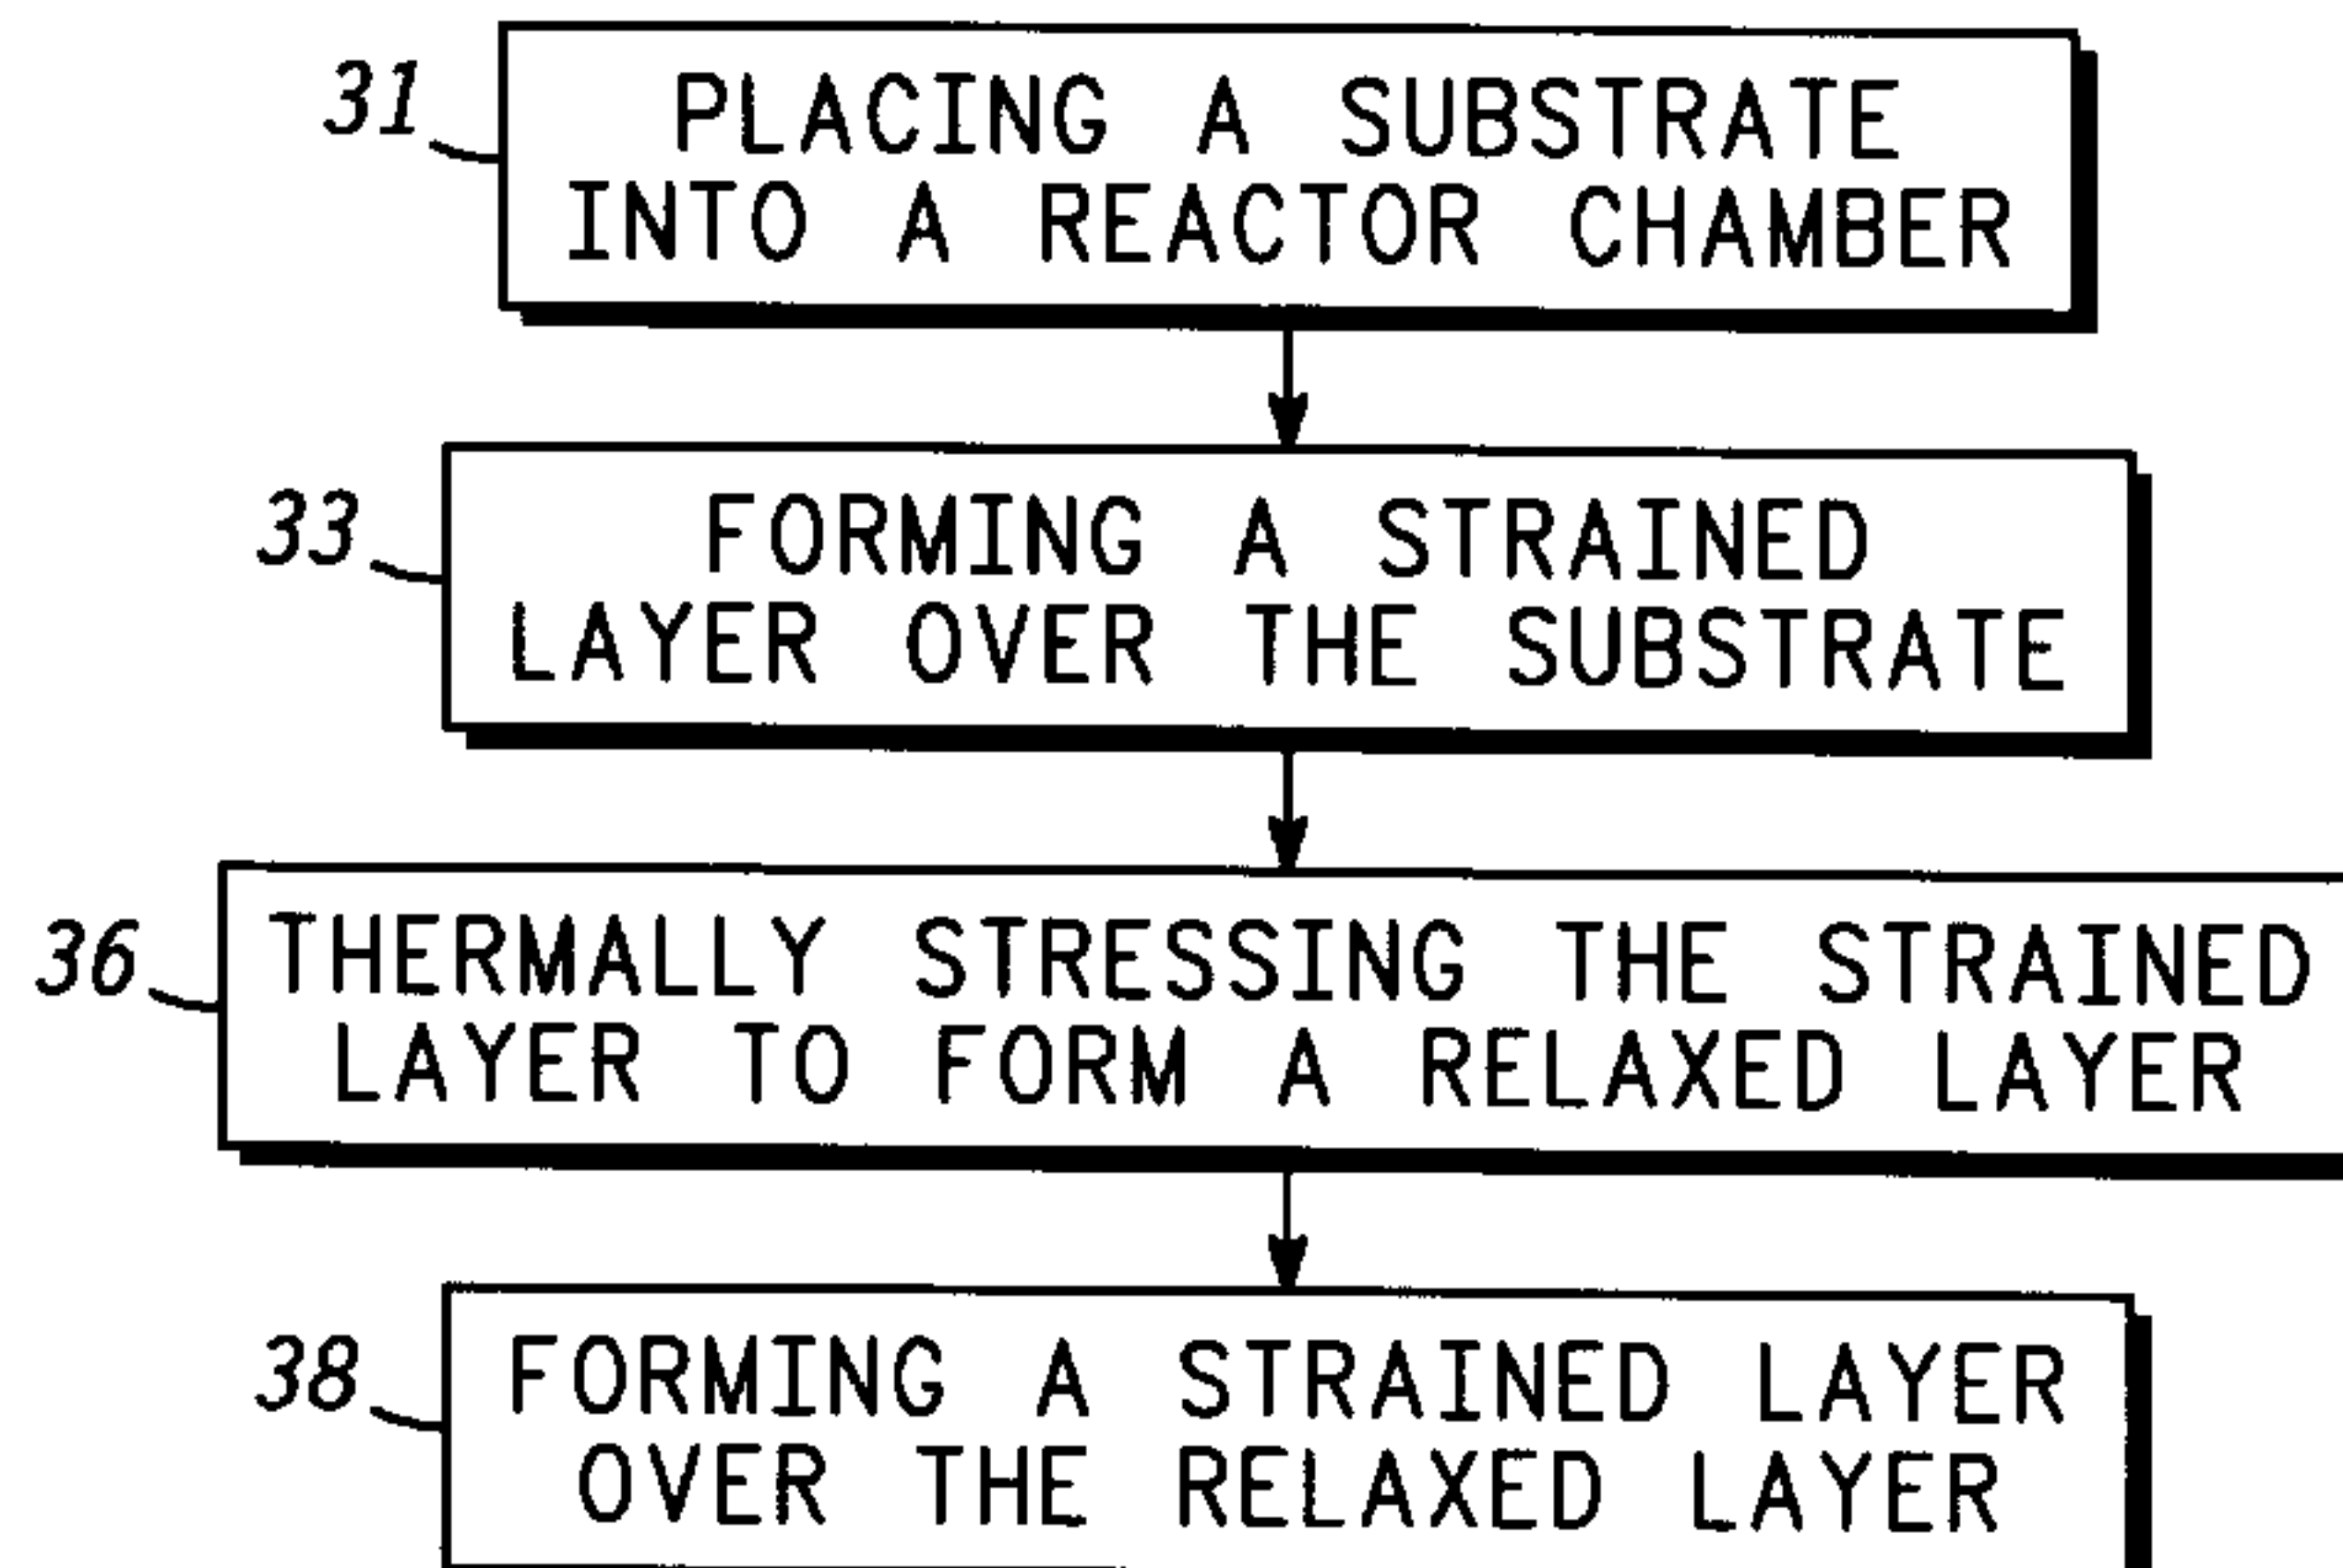 31
PLACING A SUBSTRATE
INTO A REACTOR CHAMBER
33
FORMING A STRAINED
LAYER OVER THE SUBSTRATE
36
THERMALLY STRESSING THE STRAINED
LAYER TO FORM A RELAXED LAYER
38
FORMING A STRAINED LAYER
OVER THE RELAXED LAYER